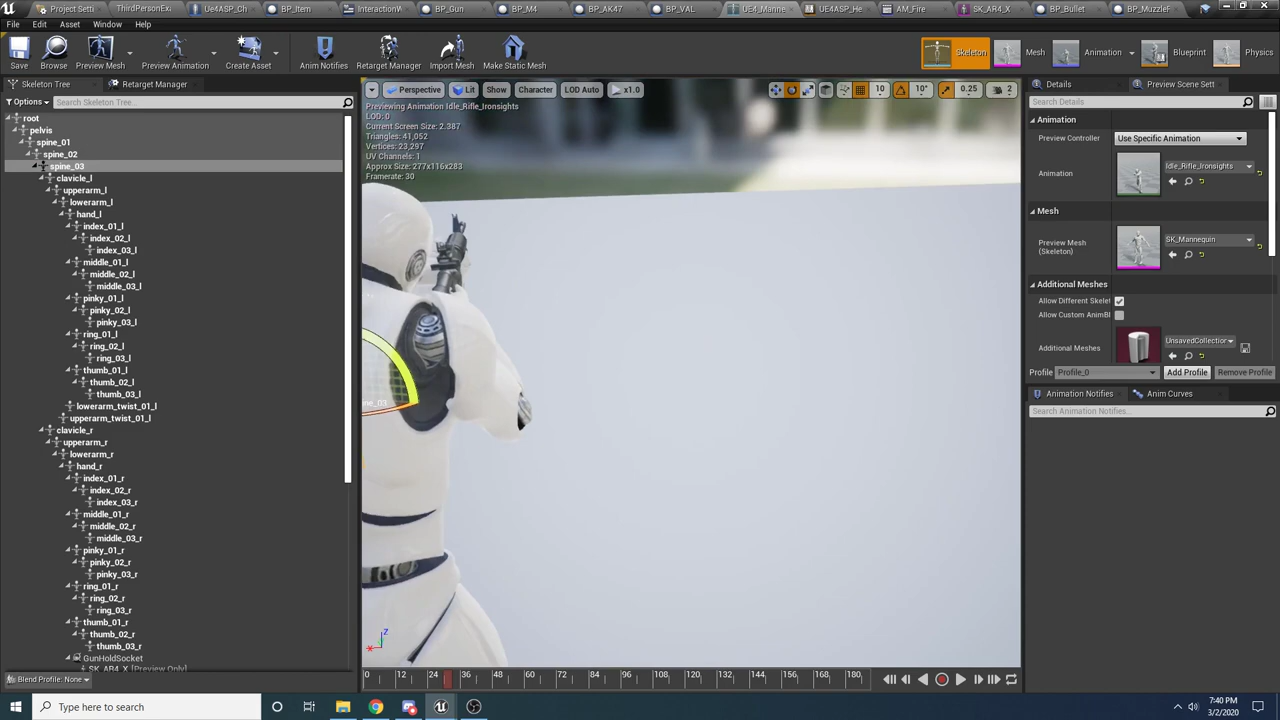 Project Setti
ThirdPersonExa
Ue4ASP_Ch
BP_Item
InteractionW
BP_Gun
BP_M4
BP_AK47
BP_VAL
UE4_Manne
UE4ASP_He
AM_Fire
SK_AR4_X
BP_Bullet
BP_MuzzleF
File Edit Asset Window Help
Save Browse Preview Mesh Preview Animation Create Asset Anim Notifies Retarget Manager Import Mesh Make Static Mesh
Skeleton Mesh Animation Blueprint Physics
Skeleton Tree Retarget Manager
Options Search Skeleton Tree...
root
pelvis
spine_01
spine_02
spine_03
clavicle_l
upperarm_l
lowerarm_l
hand_l
index_01_l
index_02_l
index_03_l
middle_01_l
middle_02_l
middle_03_l
pinky_01_l
pinky_02_l
pinky_03_l
ring_01_l
ring_02_l
ring_03_l
thumb_01_l
thumb_02_l
thumb_03_l
lowerarm_twist_01_l
upperarm_twist_01_l
clavicle_r
upperarm_r
lowerarm_r
hand_r
index_01_r
index_02_r
index_03_r
middle_01_r
middle_02_r
middle_03_r
pinky_01_r
pinky_02_r
pinky_03_r
ring_01_r
ring_02_r
ring_03_r
thumb_01_r
thumb_02_r
thumb_03_r
GunHoldSocket
SK_AR4_X [Preview Only]
Blend Profile: None
Perspective Lit Show Character LOD Auto x1.0 10 10° 0.25 2
Previewing Animation Idle_Rifle_Ironsights
LOD: 0
Current Screen Size: 2.387
Triangles: 41,052
Vertices: 23,297
UV Channels: 1
Approx Size: 277x116x283
Framerate: 30
ne_03
Z
X
0 12 24 36 48 60 72 84 96 108 120 132 144 156 168 180
Details Preview Scene Sett
Search Details
Animation
Preview Controller Use Specific Animation
Animation Idle_Rifle_Ironsights
Mesh
Preview Mesh (Skeleton) SK_Mannequin
Additional Meshes
Allow Different Skelet
Allow Custom AnimBl
Additional Meshes UnsavedCollection
Profile Profile_0 Add Profile Remove Profile
Animation Notifies Anim Curves
Search Animation Notifies...
Type here to search
7:40 PM
3/2/2020